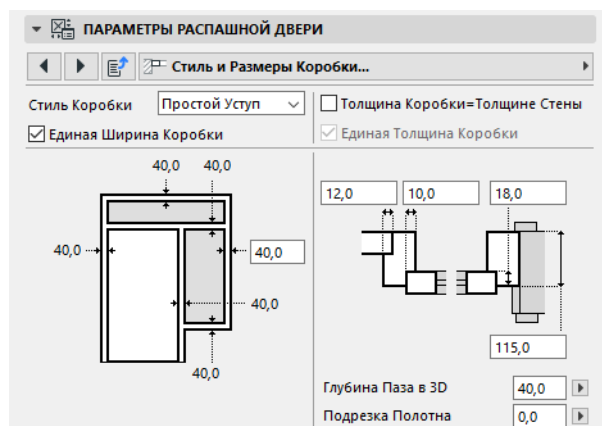 ПАРАМЕТРЫ РАСПАШНОЙ ДВЕРИ
Стиль и Размеры Коробки...
Стиль Коробки Простой Уступ
Толщина Коробки=Толщине Стены
Единая Ширина Коробки
Единая Толщина Коробки
40,0 40,0
40,0
40,0
40,0
40,0
12,0 10,0 18,0
115,0
Глубина Паза в 3D 40,0
Подрезка Полотна 0,0